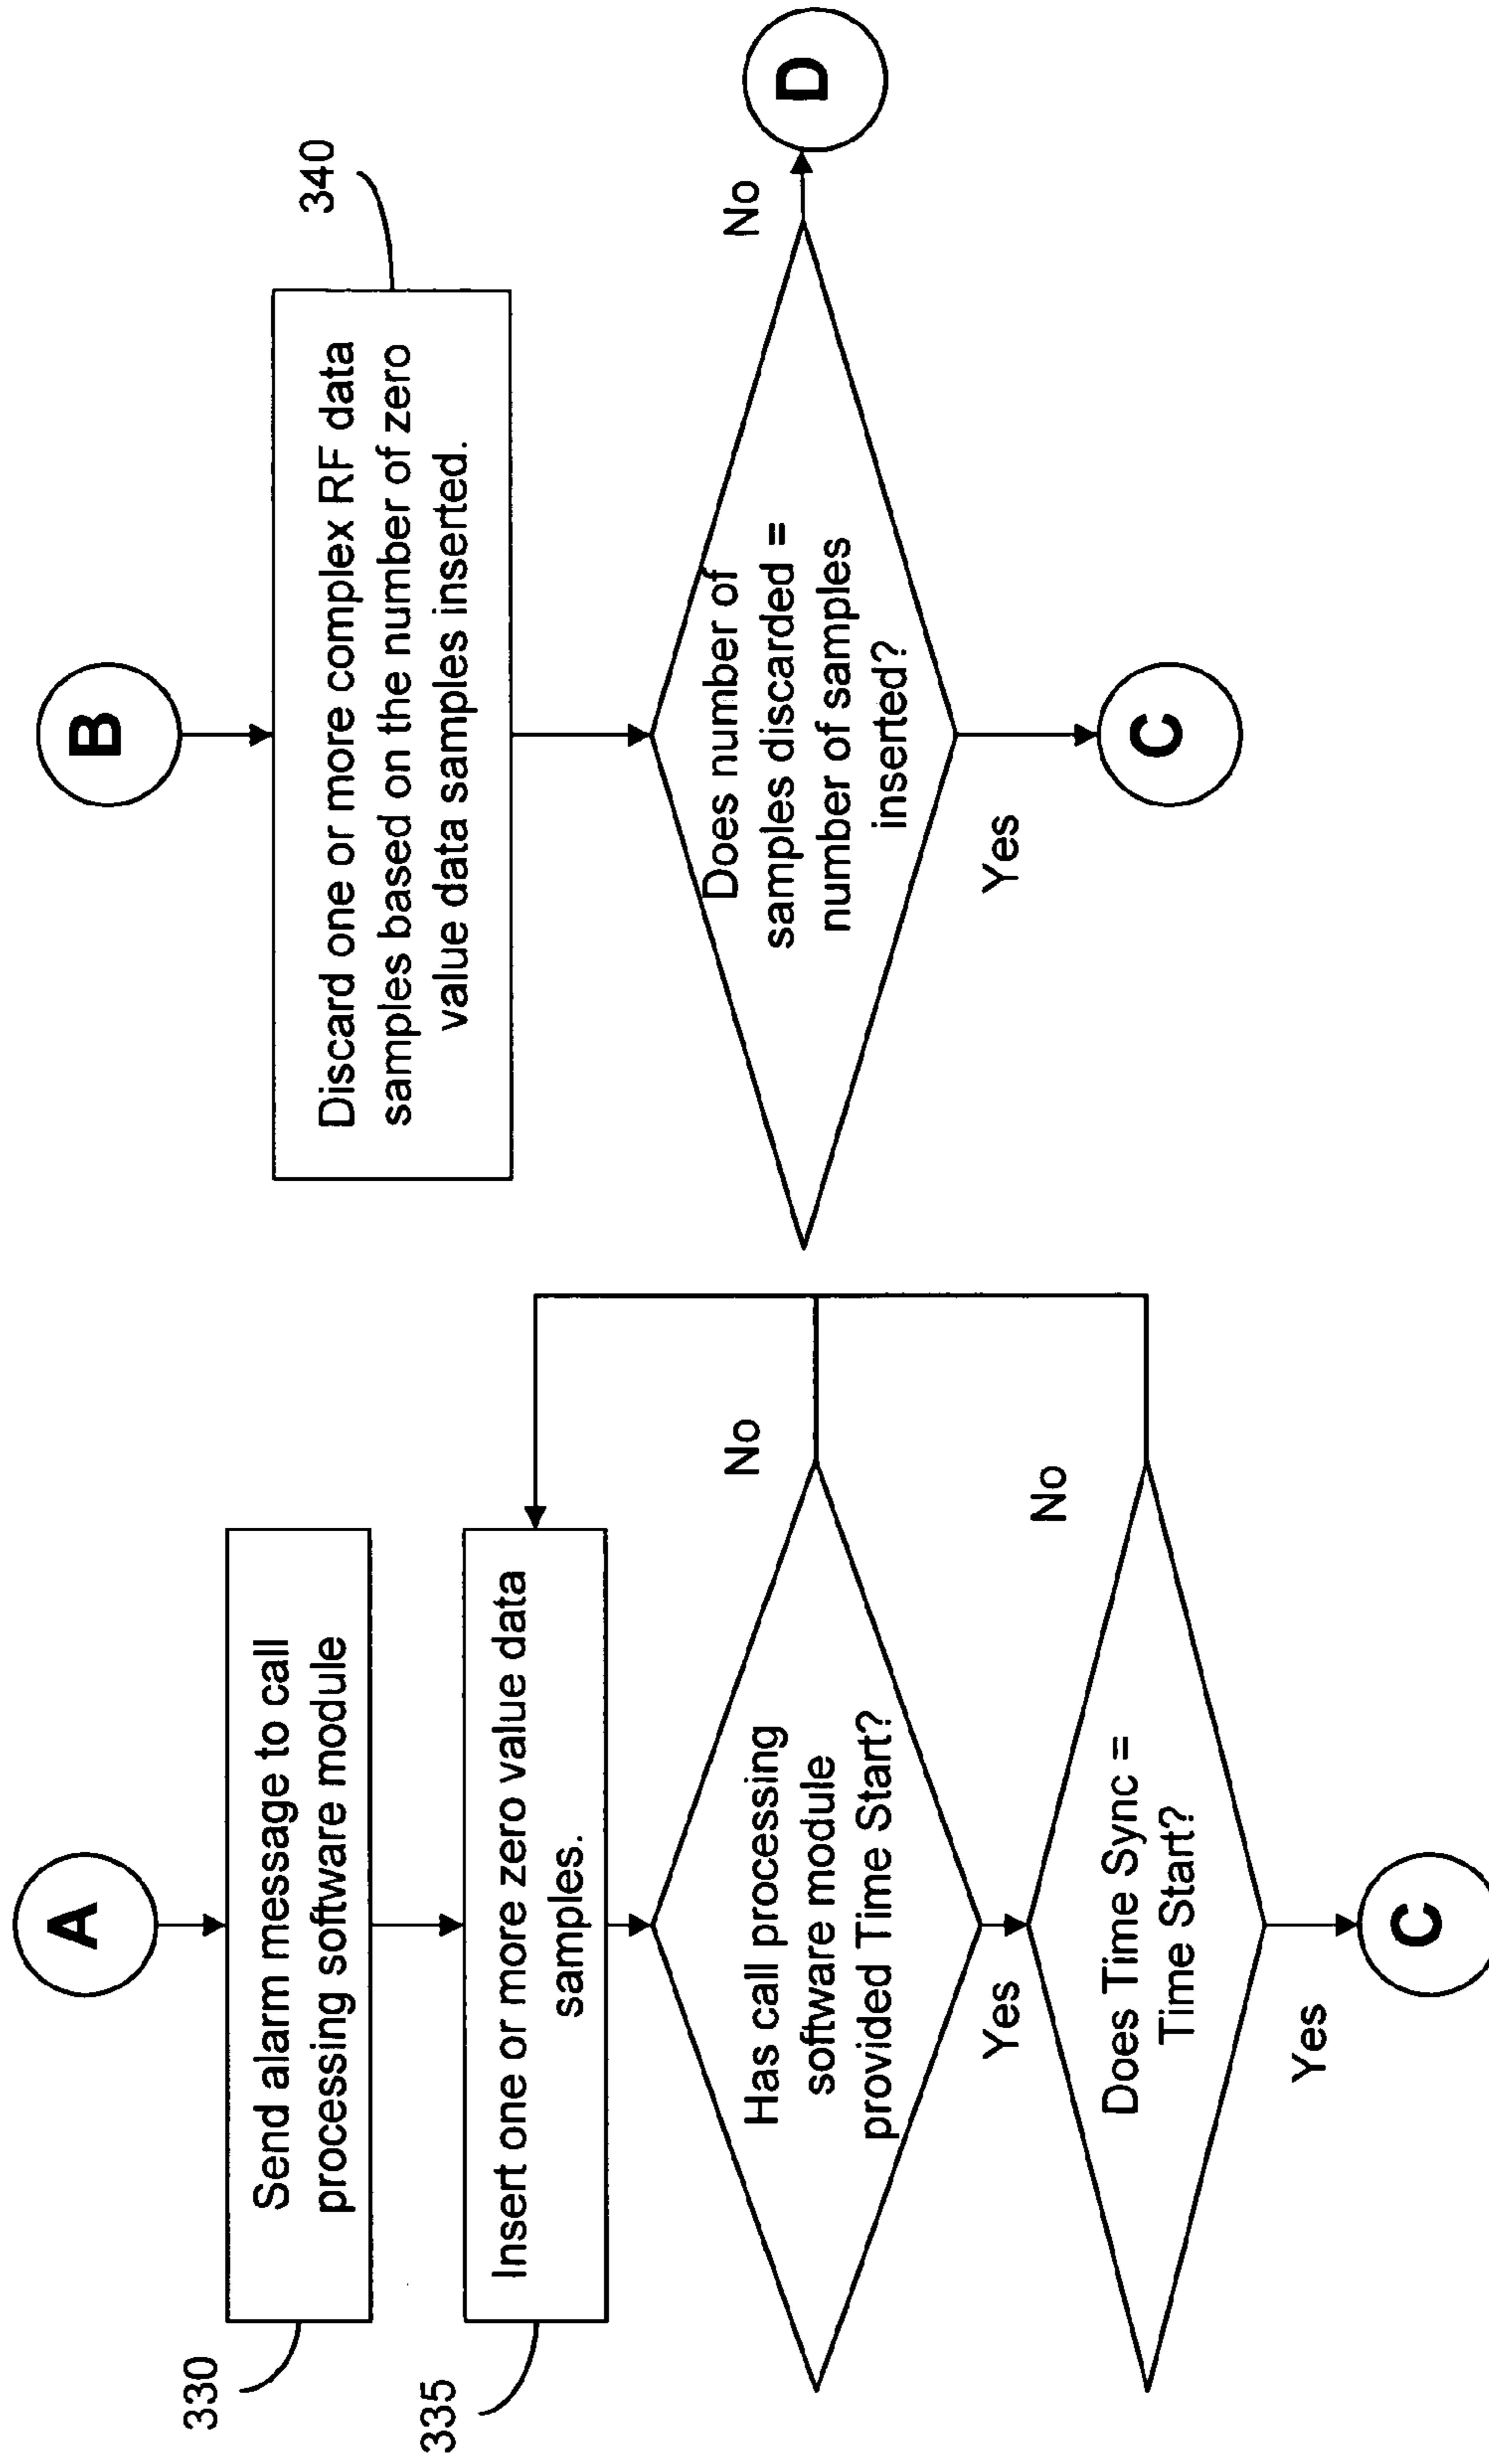 A
330
Send alarm message to call
processing software module
335
Insert one or more zero value data
samples.
Has call processing
software module
provided Time Start?
No
Yes
Does Time Sync =
Time Start?
No
Yes
C
B
340
Discard one or more complex RF data
samples based on the number of zero
value data samples inserted.
Does number of
samples discarded =
number of samples
inserted?
No
D
Yes
C